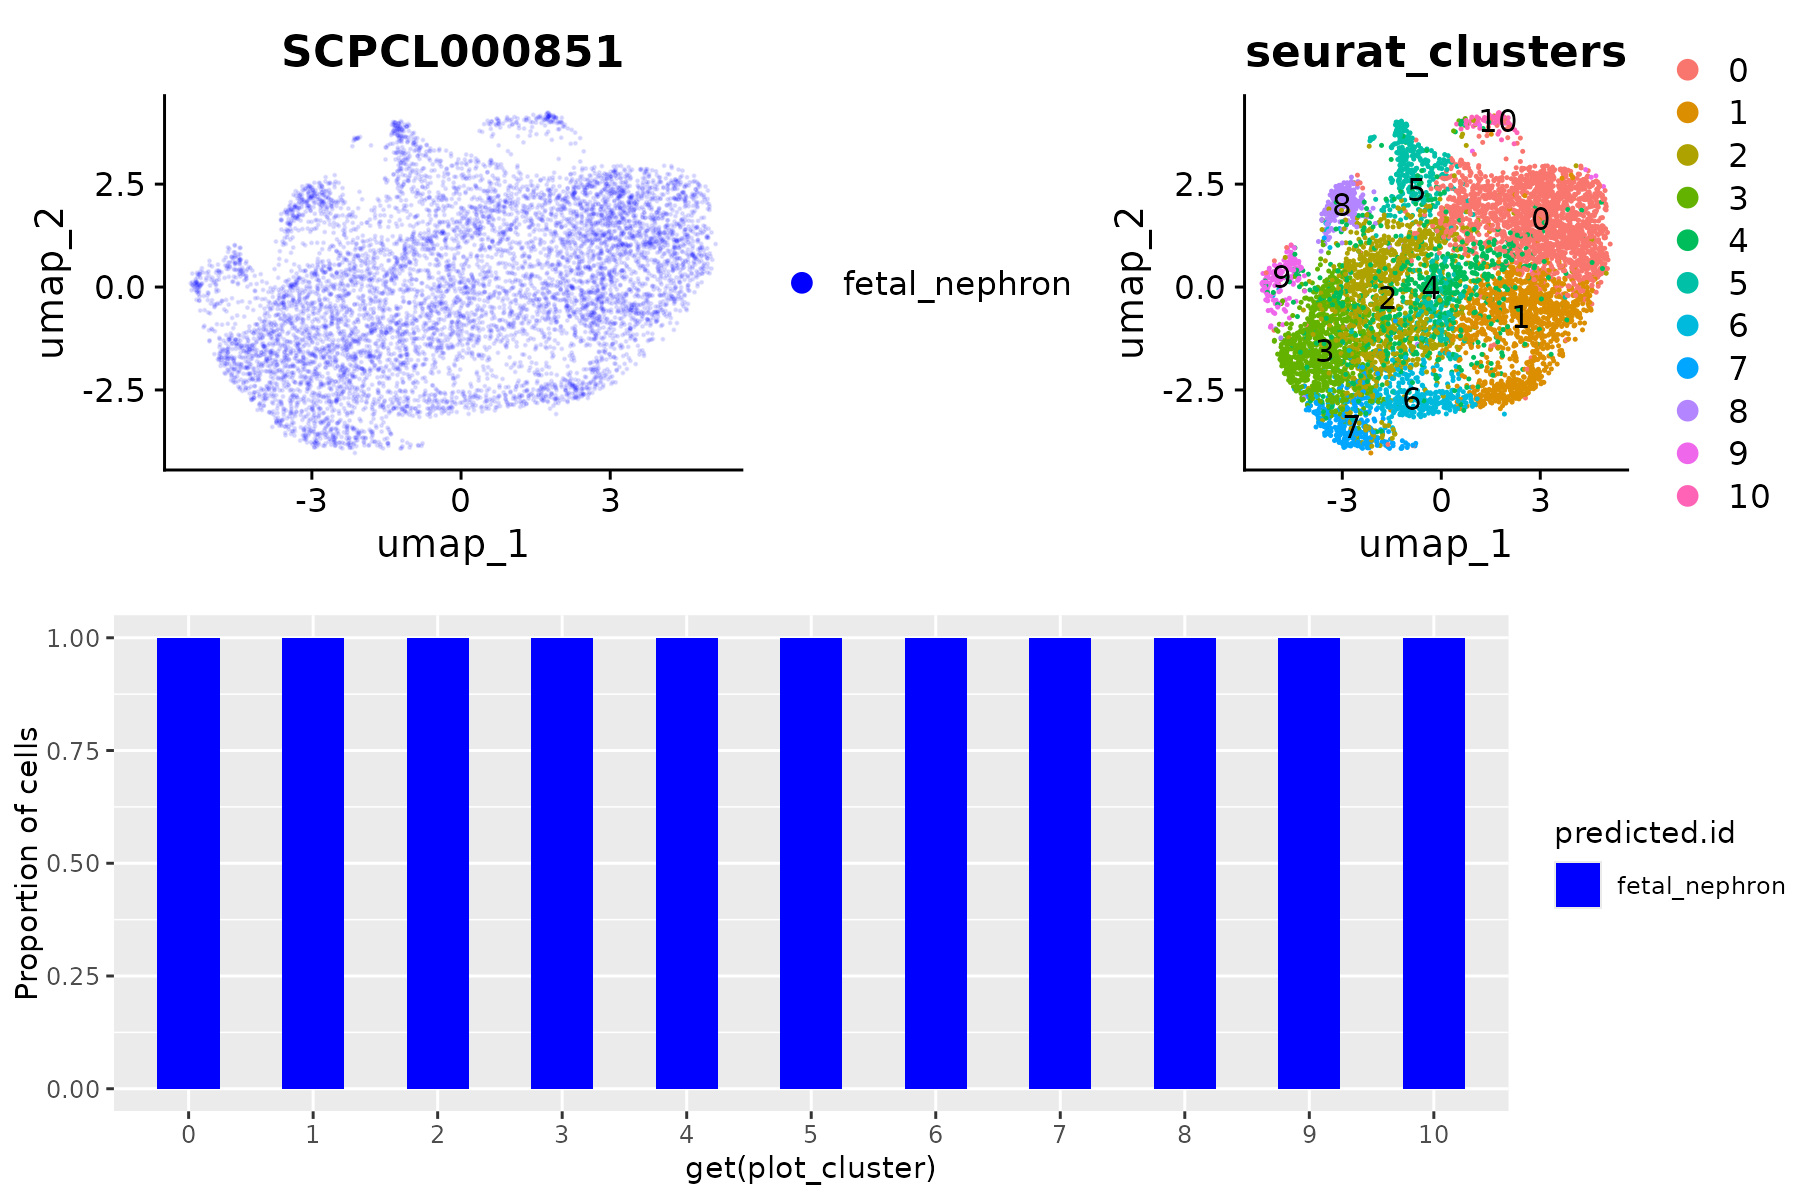 SCPCL000851
2.5
0.0
-2.5
umap_2
-3 0 3
umap_1
fetal_nephron
seurat_clusters
2.5
0.0
-2.5
umap_2
10
5
8
0
9
4
2
1
3
6
7
-3 0 3
umap_1
0
1
2
3
4
5
6
7
8
9
10
1.00
0.75
0.50
0.25
0.00
Proportion of cells
0 1 2 3 4 5 6 7 8 9 10
get(plot_cluster)
predicted.id
fetal_nephron